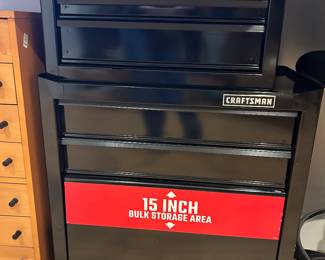 CRAFTSMAN
15 INCH
BULK STORAGE AREA